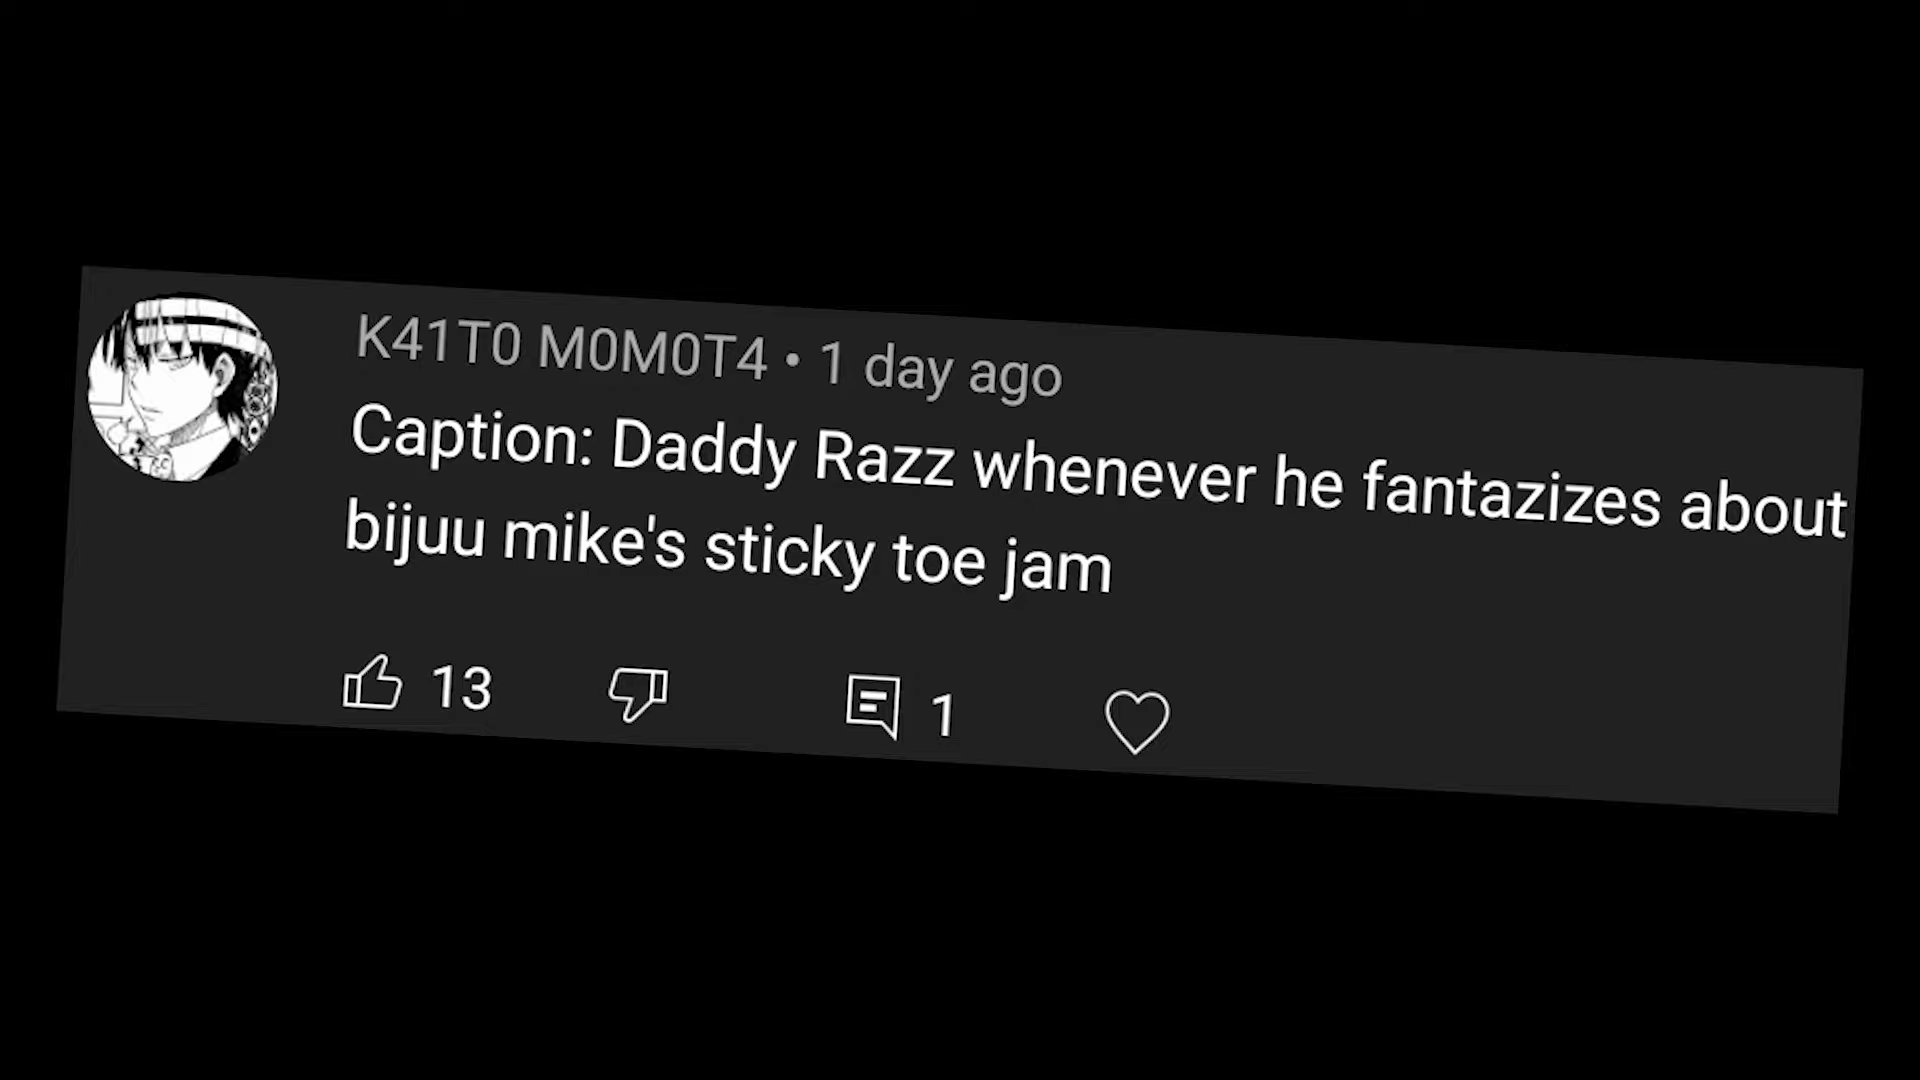 K41T0 M0M0T4 • 1 day ago
Caption: Daddy Razz whenever he fantazizes about
bijuu mike's sticky toe jam
13
1